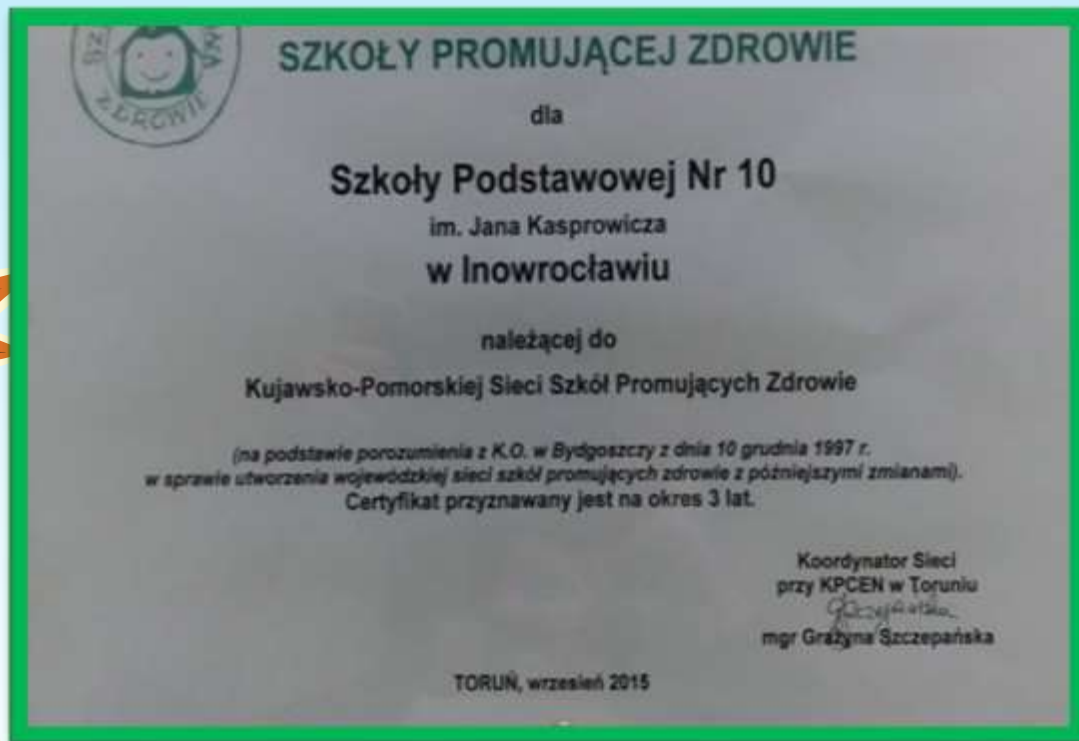 ZDROWIE
SZKOŁY PROMUJĄCEJ ZDROWIE
dla
Szkoły Podstawowej Nr 10
im. Jana Kasprowicza
w Inowrocławiu
należącej do
Kujawsko-Pomorskiej Sieci Szkół Promujących Zdrowie
(na podstawie porozumienia z K.O. w Bydgoszczy z dnia 10 grudnia 1997 r.
w sprawie utworzenia wojewódzkiej sieci szkół promujących zdrowie z późniejszymi zmianami).
Certyfikat przyznawany jest na okres 3 lat.
Koordynator Sieci
przy KPCEN w Toruniu
mgr Grażyna Szczepańska
TORUŃ, wrzesień 2015